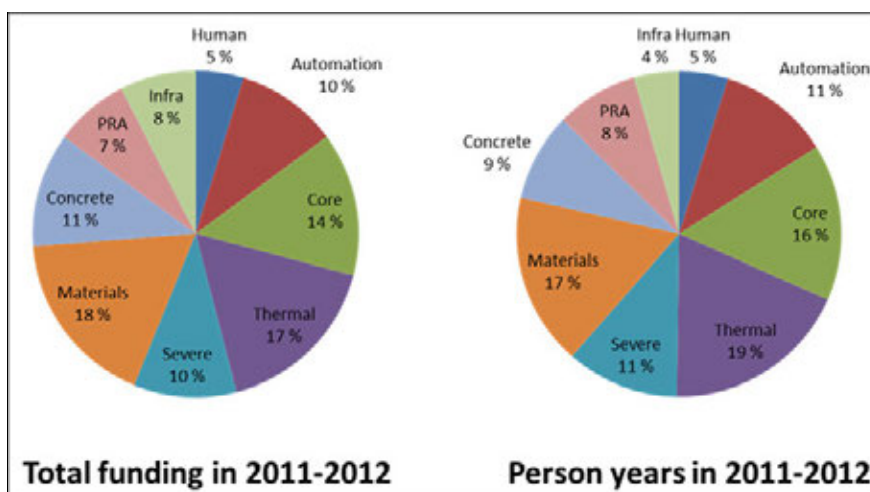 Human
5 %
Automation
10 %
Core
14 %
Thermal
17 %
Severe
10 %
Materials
18 %
Concrete
11 %
PRA
7 %
Infra
8 %
Total funding in 2011-2012
Infra Human
4 % 5 %
Automation
11 %
Core
16 %
Thermal
19 %
Severe
11 %
Materials
17 %
Concrete
9 %
PRA
8 %
Person years in 2011-2012